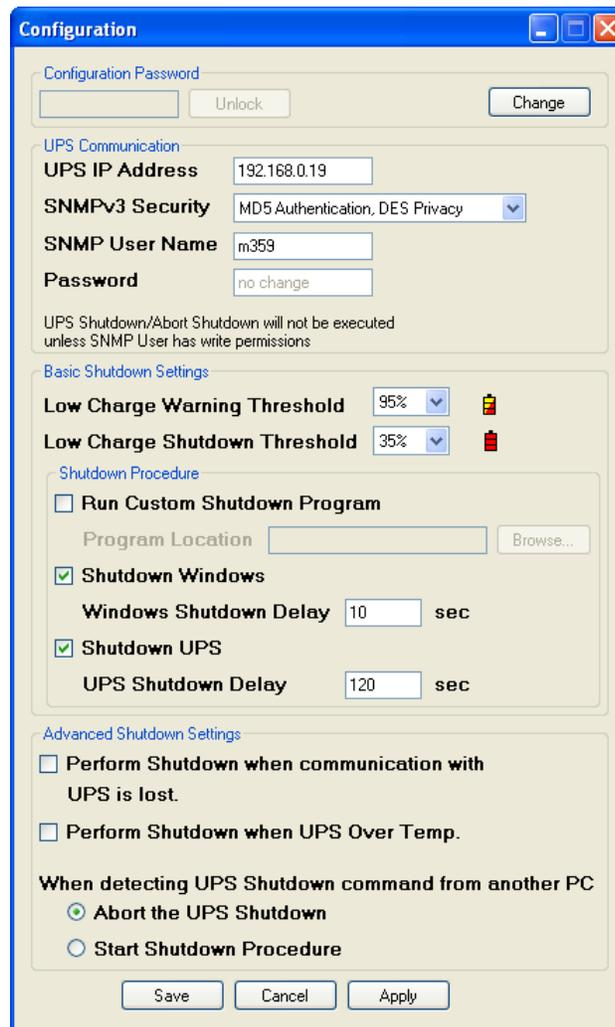 Configuration
Configuration Password
Unlock
Change
UPS Communication
UPS IP Address 192.168.0.19
SNMPv3 Security MD5 Authentication, DES Privacy
SNMP User Name m359
Password no change
UPS Shutdown/Abort Shutdown will not be executed
unless SNMP User has write permissions
Basic Shutdown Settings
Low Charge Warning Threshold 95%
Low Charge Shutdown Threshold 35%
Shutdown Procedure
Run Custom Shutdown Program
Program Location Browse...
Shutdown Windows
Windows Shutdown Delay 10 sec
Shutdown UPS
UPS Shutdown Delay 120 sec
Advanced Shutdown Settings
Perform Shutdown when communication with
UPS is lost.
Perform Shutdown when UPS Over Temp.
When detecting UPS Shutdown command from another PC
Abort the UPS Shutdown
Start Shutdown Procedure
Save Cancel Apply